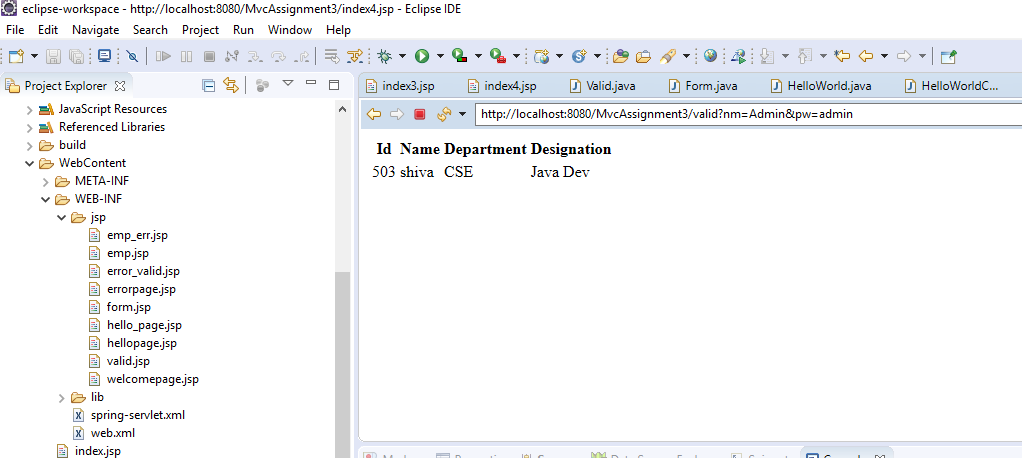 eclipse-workspace - http://localhost:8080/MvcAssignment3/index4.jsp - Eclipse IDE
File Edit Navigate Search Project Run Window Help
Project Explorer
JavaScript Resources
Referenced Libraries
build
WebContent
META-INF
WEB-INF
jsp
emp_err.jsp
emp.jsp
error_valid.jsp
errorpage.jsp
form.jsp
hello_page.jsp
hellopage.jsp
valid.jsp
welcomepage.jsp
lib
spring-servlet.xml
web.xml
index.jsp
index3.jsp index4.jsp Valid.java Form.java HelloWorld.java HelloWorldC...
http://localhost:8080/MvcAssignment3/valid?nm=Admin&pw=admin
Id Name Department Designation
503 shiva CSE Java Dev